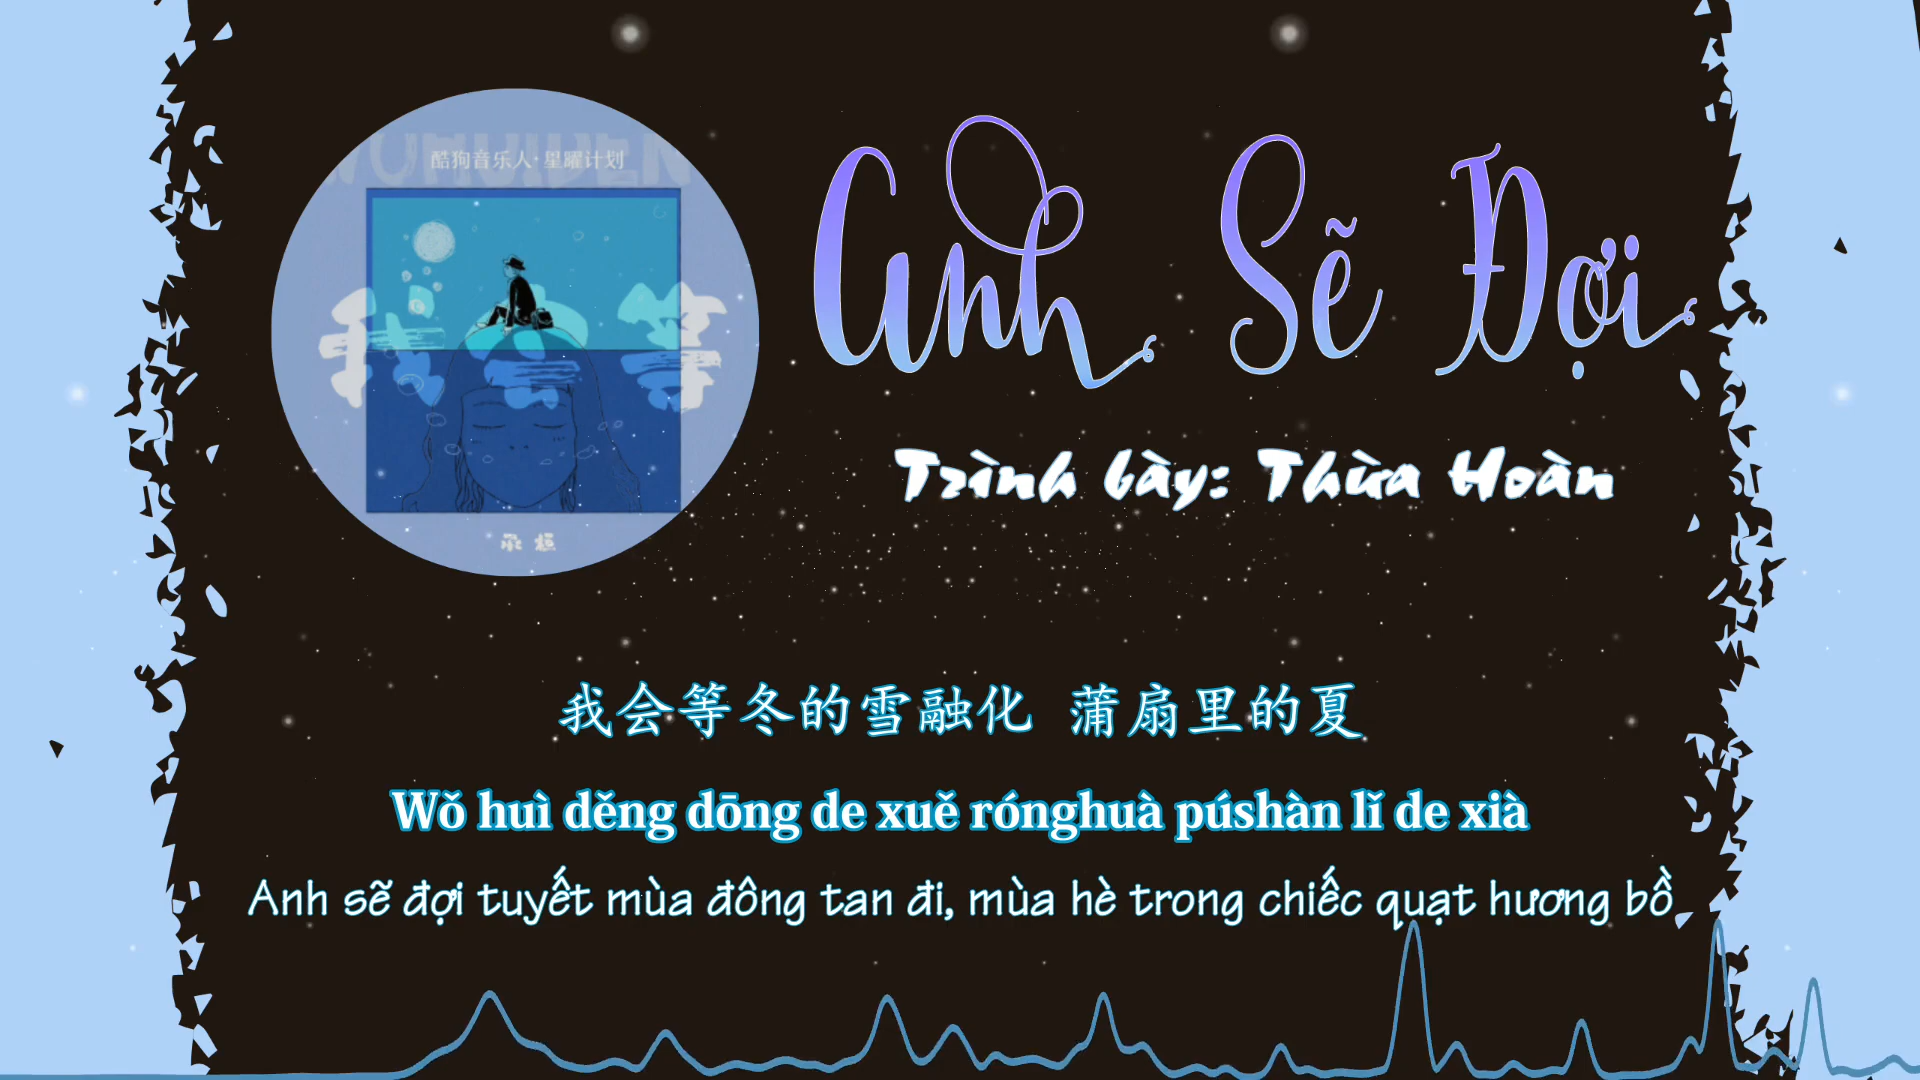 WOHUIDEN
酷狗音乐人·星曜计划
我会等
承桓
Anh Sẽ Đợi
Trình bày: Thừa Hoàn
我会等冬的雪融化 蒲扇里的夏
Wǒ huì děng dōng de xuě rónghuà púshàn lǐ de xià
Anh sẽ đợi tuyết mùa đông tan đi, mùa hè trong chiếc quạt hương bồ